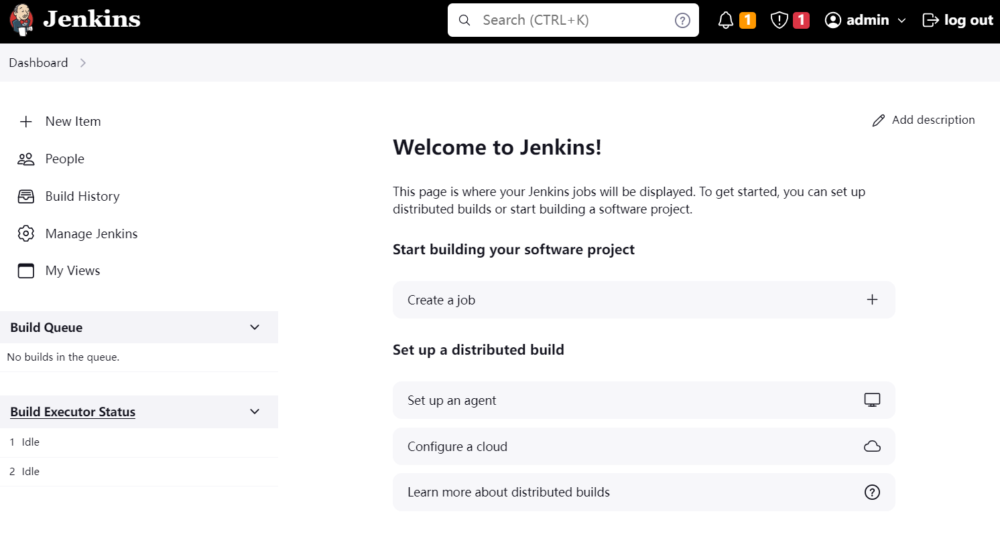 Jenkins
Search (CTRL+K)
?
1
1
admin
log out
Dashboard
New Item
People
Build History
Manage Jenkins
My Views
Build Queue
No builds in the queue.
Build Executor Status
1 Idle
2 Idle
Add description
Welcome to Jenkins!
This page is where your Jenkins jobs will be displayed. To get started, you can set up
distributed builds or start building a software project.
Start building your software project
Create a job
Set up a distributed build
Set up an agent
Configure a cloud
Learn more about distributed builds
?